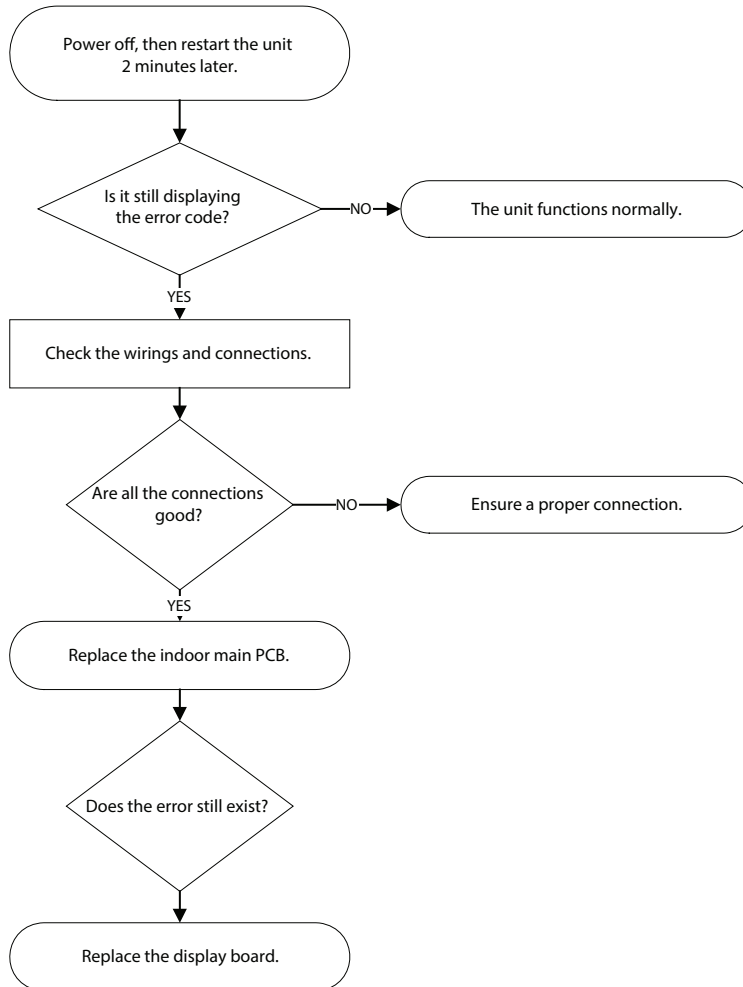 Power off, then restart the unit
2 minutes later.
Is it still displaying
the error code?
NO
The unit functions normally.
YES
Check the wirings and connections.
Are all the connections
good?
NO
Ensure a proper connection.
YES
Replace the indoor main PCB.
Does the error still exist?
Replace the display board.